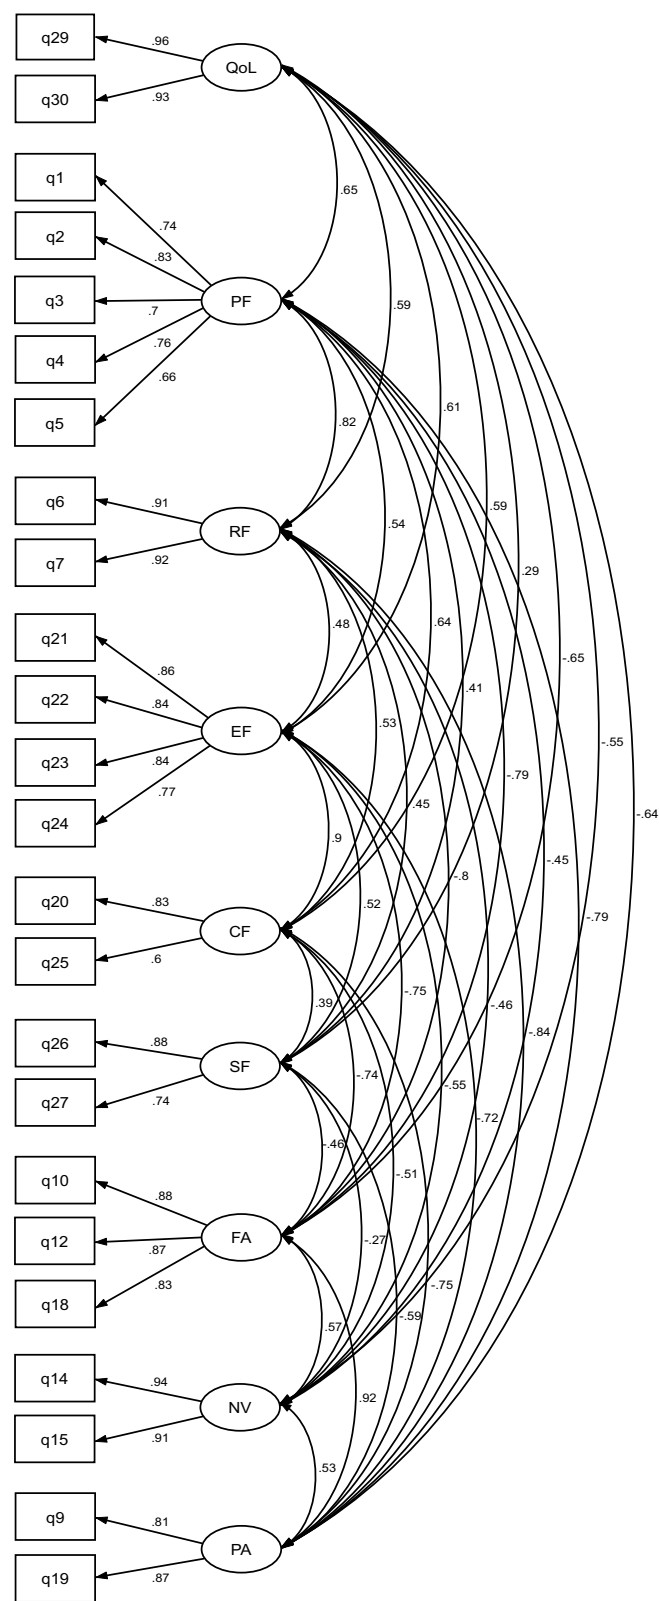 q29
.96
QoL
q30
.93
q1
.65
q2
.74
.83
q3
PF
.7
.59
q4
.76
.66
q5
.61
.82
q6
.91
.59
RF
.54
q7
.92
.29
q21
.48
.64
.86
-.65
q22
.84
.41
EF
.53
q23
.84
-.55
.77
-.79
q24
.45
-.64
.9
q20
.83
-.8
-.45
CF
.52
-.79
q25
.6
-.75
.39
-.46
q26
.88
-.84
SF
-.74
-.55
q27
.74
-.72
-.46
q10
-.51
.88
FA
-.27
q12
.87
.83
-.75
q18
-.59
.57
q14
.94
.92
NV
q15
.91
.53
q9
.81
PA
q19
.87